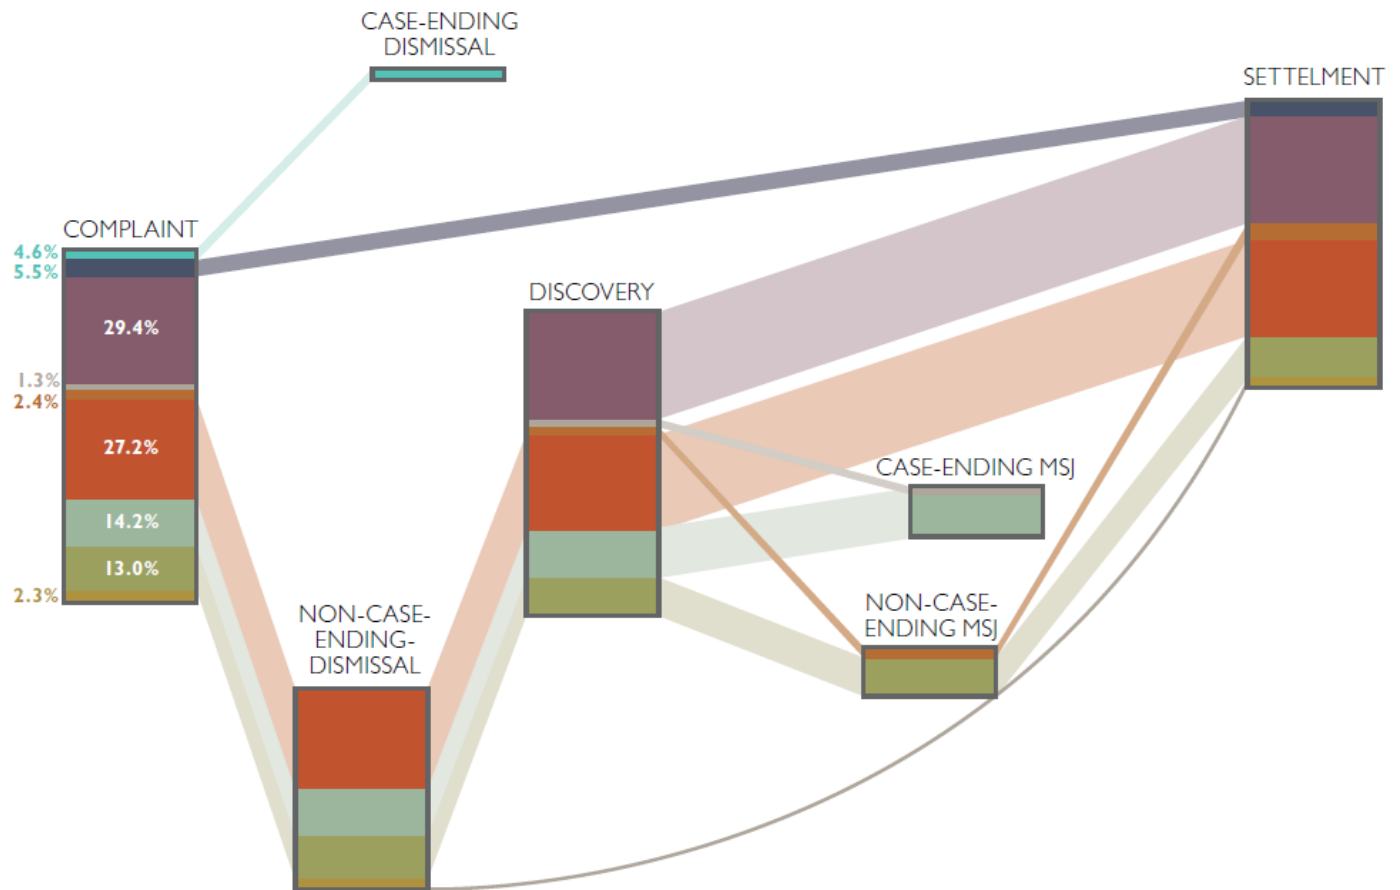 CASE-ENDING
DISMISSAL
SETTELMENT
COMPLAINT
4.6%
5.5%
DISCOVERY
29.4%
1.3%
2.4%
27.2%
CASE-ENDING MSJ
14.2%
13.0%
2.3%
NON-CASE-
ENDING MSJ
NON-CASE-
ENDING-
DISMISSAL